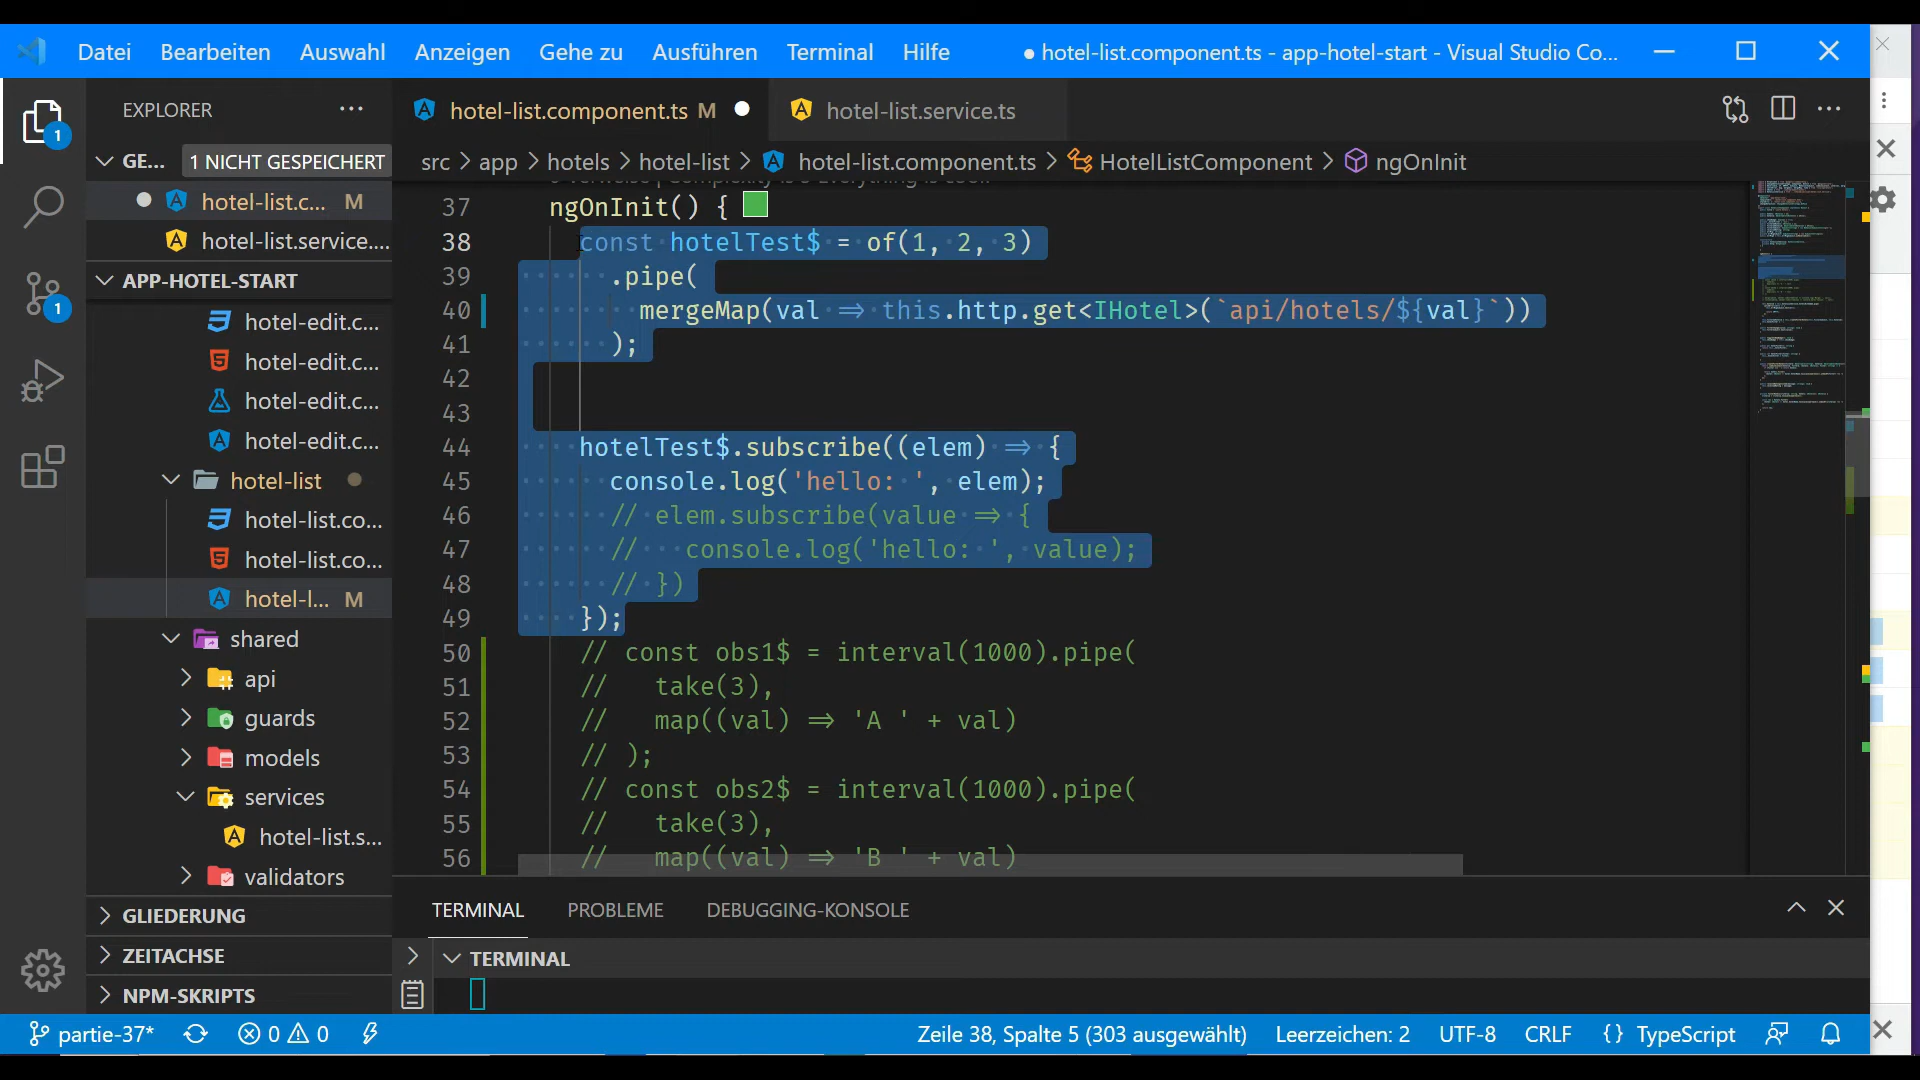 Datei Bearbeiten Auswahl Anzeigen Gehe zu Ausführen Terminal Hilfe ● hotel-list.component.ts - app-hotel-start - Visual Studio Co...
EXPLORER ...
hotel-list.component.ts M
hotel-list.service.ts
GE... 1 NICHT GESPEICHERT
src > app > hotels > hotel-list > hotel-list.component.ts > HotelListComponent > ngOnInit
hotel-list.c... M
hotel-list.service....
APP-HOTEL-START
hotel-edit.c...
hotel-edit.c...
hotel-edit.c...
hotel-edit.c...
hotel-list
hotel-list.co...
hotel-list.co...
hotel-l... M
shared
api
guards
models
services
hotel-list.s...
validators
GLIEDERUNG
ZEITACHSE
NPM-SKRIPTS
1
1
37 ngOnInit() {
38 const hotelTest$ = of(1, 2, 3)
39 .pipe(
40 mergeMap(val ⇒ this.http.get<IHotel>(`api/hotels/${val}`))
41 );
42
43
44 hotelTest$.subscribe((elem) ⇒ {
45 console.log('hello: ', elem);
46 // elem.subscribe(value ⇒ {
47 //   console.log('hello: ', value);
48 // })
49 });
50 // const obs1$ = interval(1000).pipe(
51 //   take(3),
52 //   map((val) ⇒ 'A ' + val)
53 // );
54 // const obs2$ = interval(1000).pipe(
55 //   take(3),
56 //   map((val) ⇒ 'B ' + val)
TERMINAL PROBLEME DEBUGGING-KONSOLE
TERMINAL
partie-37* 0 0 Zeile 38, Spalte 5 (303 ausgewählt) Leerzeichen: 2 UTF-8 CRLF {} TypeScript